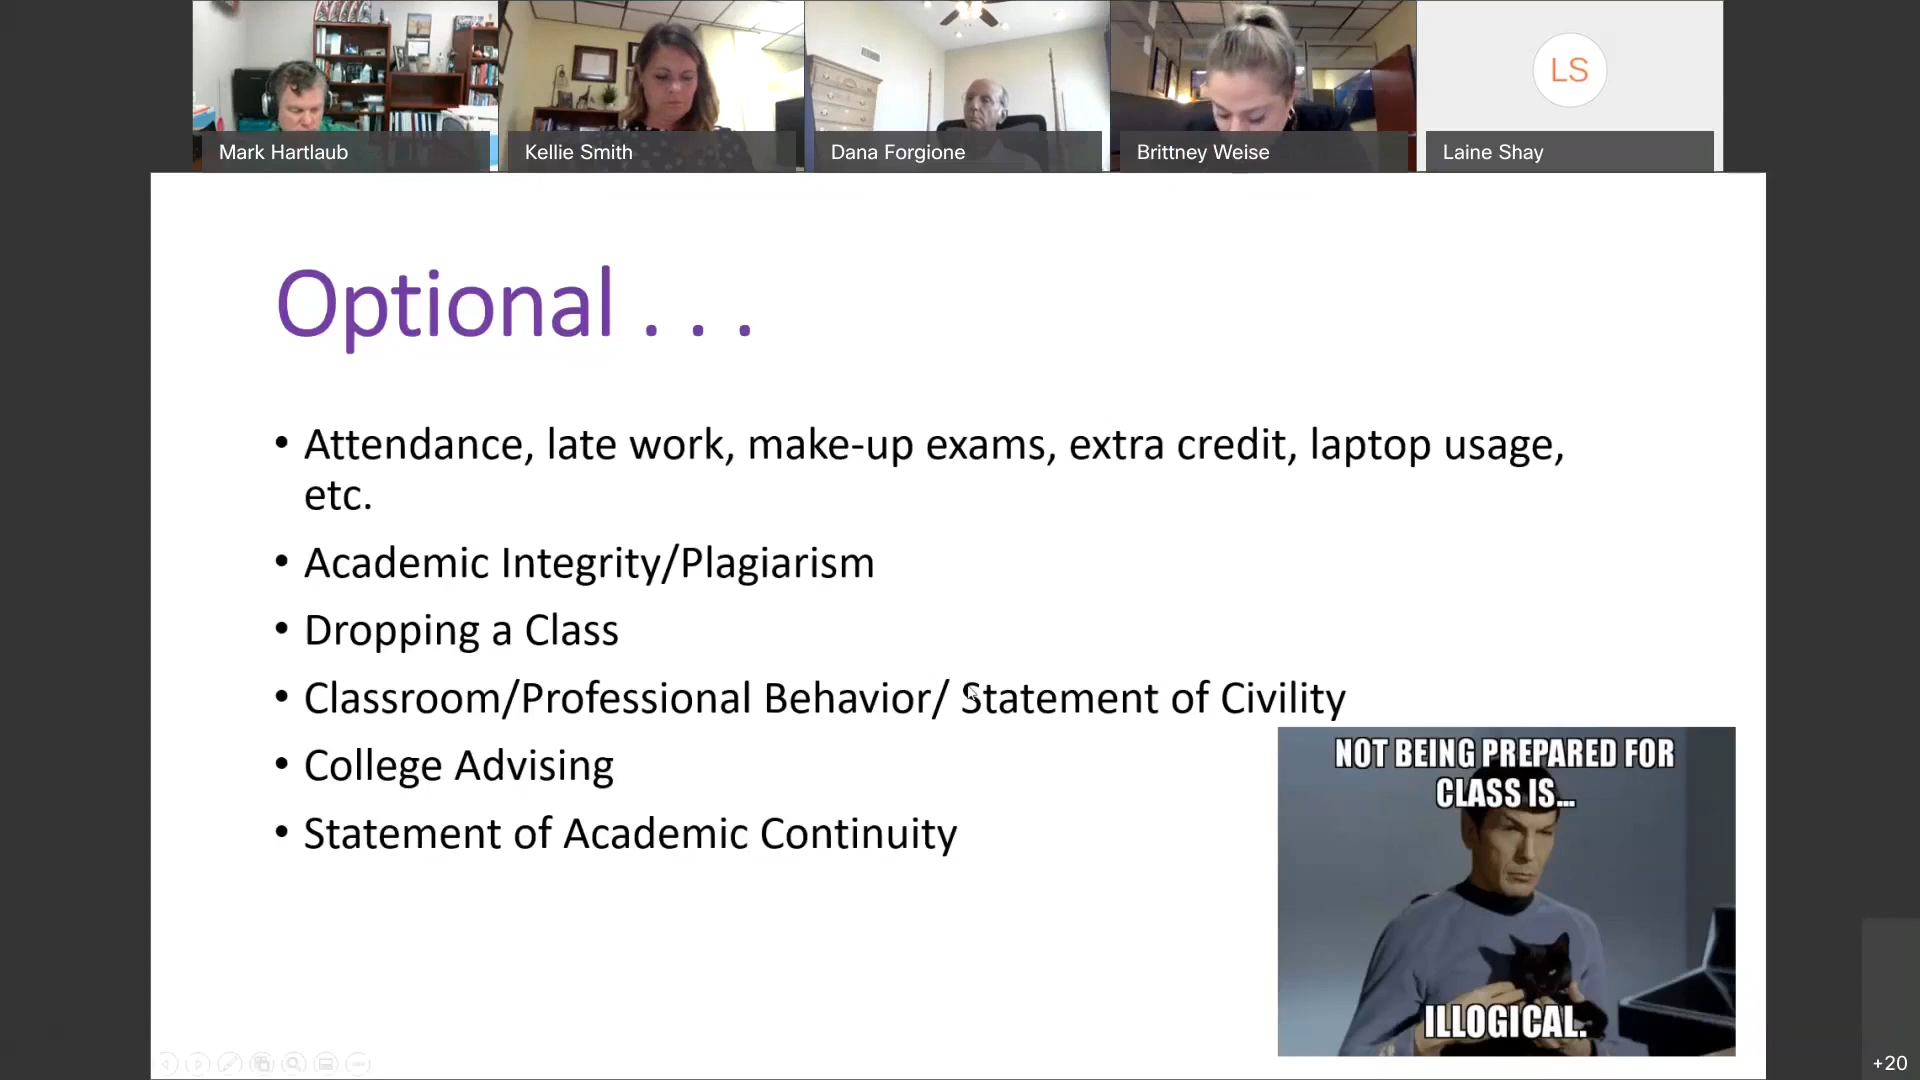 Mark Hartlaub
Kellie Smith
Dana Forgione
Brittney Weise
LS
Laine Shay
Optional . . .
• Attendance, late work, make-up exams, extra credit, laptop usage,
etc.
• Academic Integrity/Plagiarism
• Dropping a Class
• Classroom/Professional Behavior/ Statement of Civility
• College Advising
• Statement of Academic Continuity
NOT BEING PREPARED FOR
CLASS IS...
ILLOGICAL.
+20